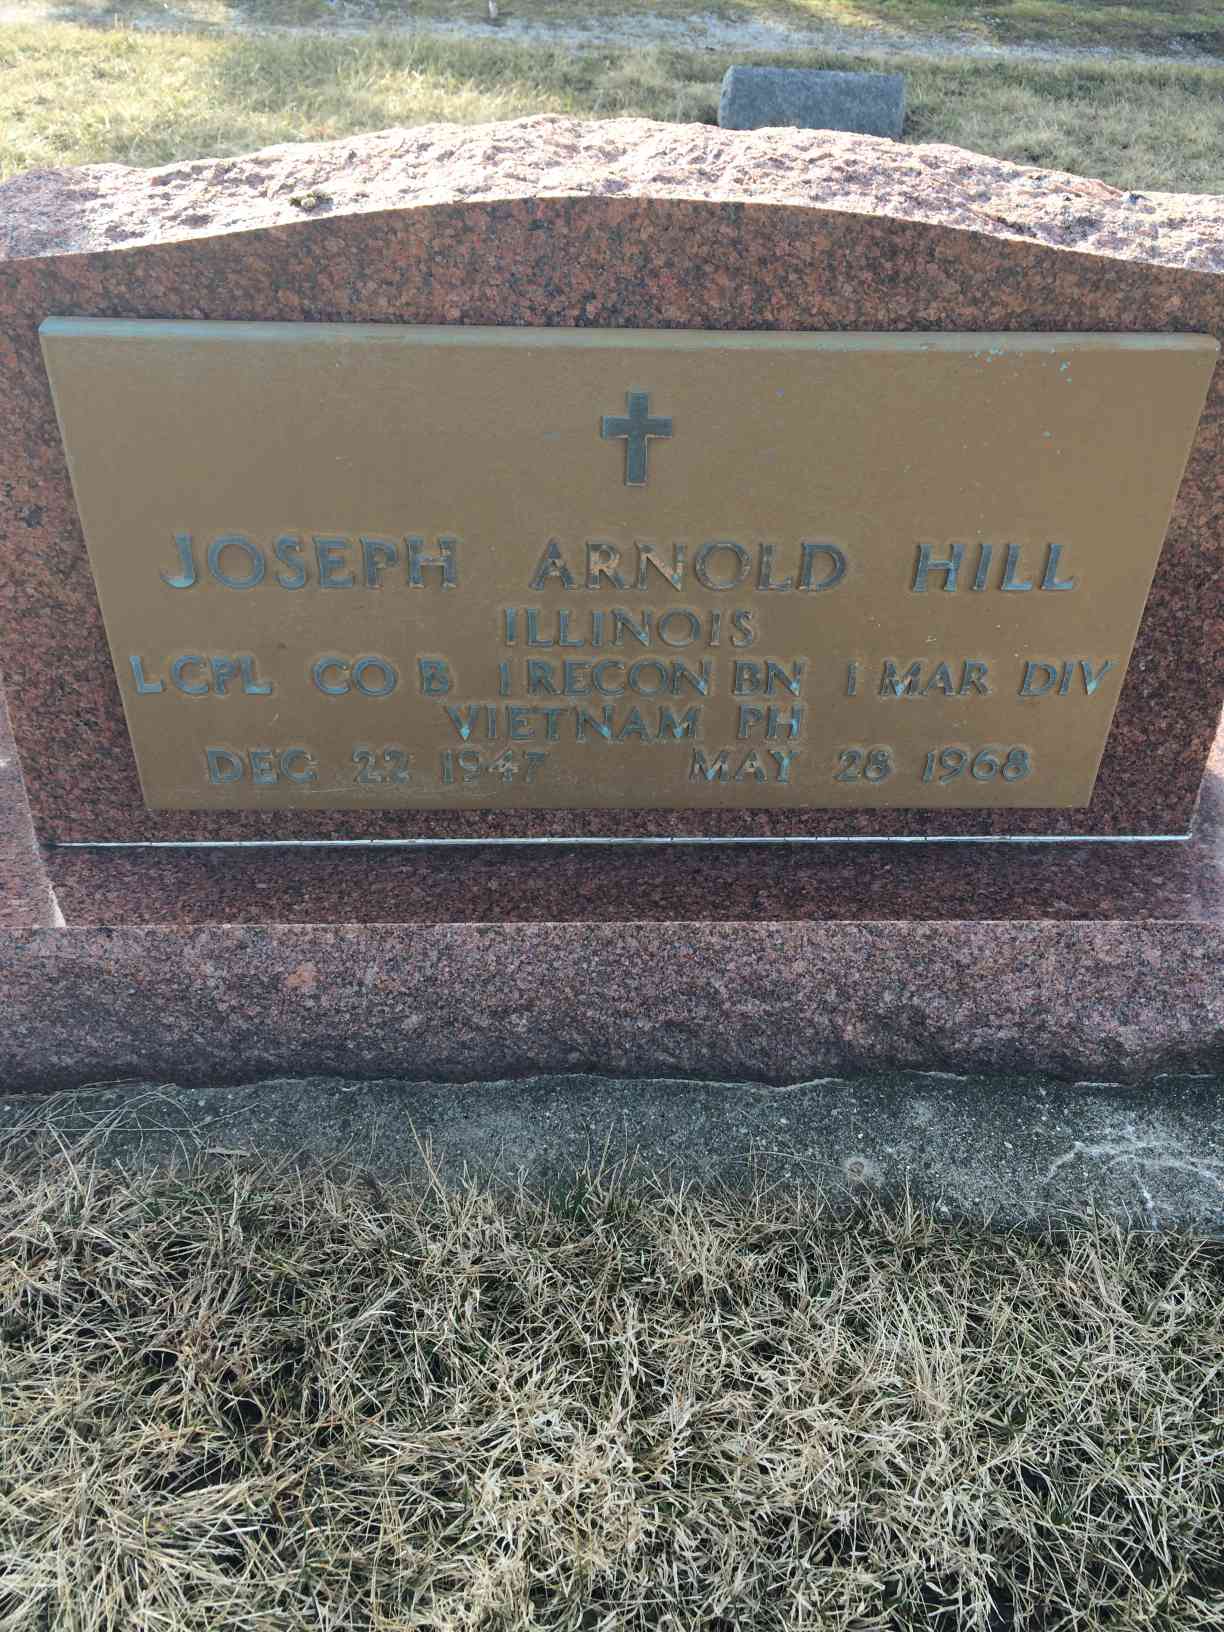 JOSEPH ARNOLD HILL
ILLINOIS
LCPL CO B 1 RECON BN 1 MAR DIV
VIETNAM PH
DEC 22 1947 MAY 28 1968